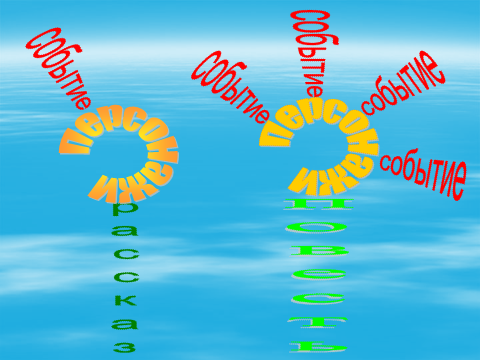 событие
персонажи
рассказ
событие
событие
событие
событие
персонажи
ПОВЕСТЬ